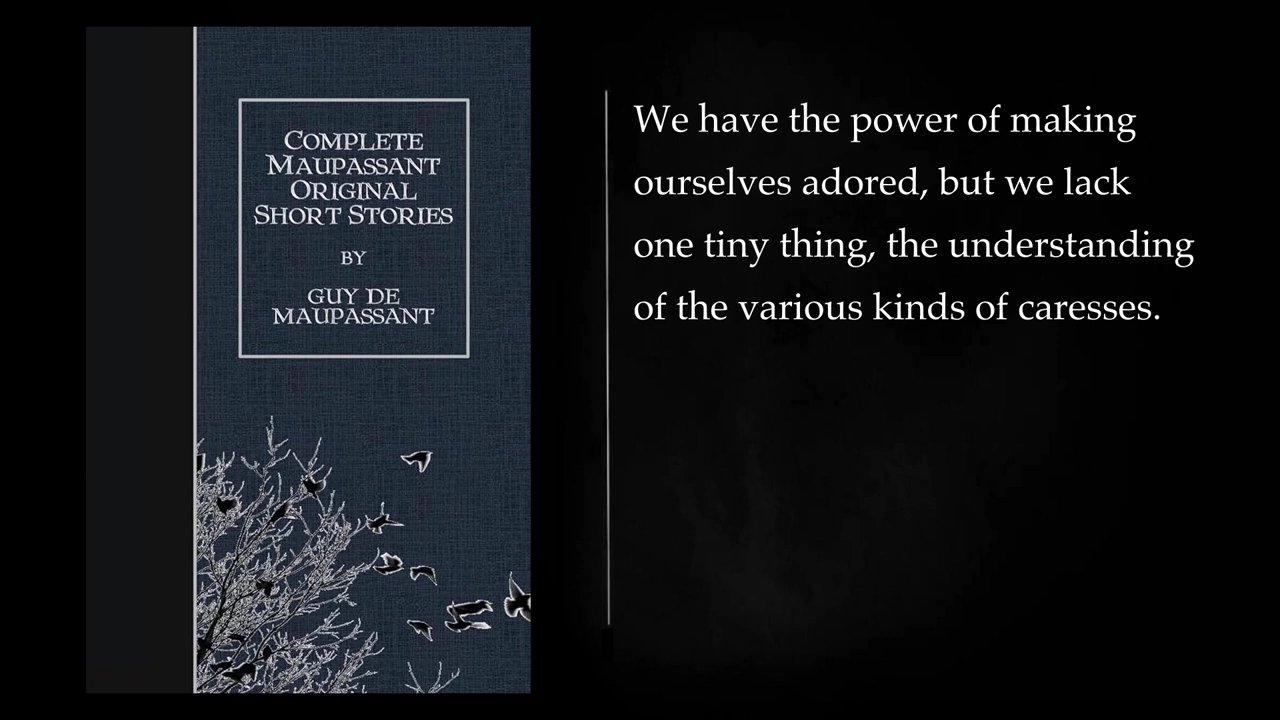 Complete
Maupassant
Original
Short Stories
by
Guy de
Maupassant
We have the power of making
ourselves adored, but we lack
one tiny thing, the understanding
of the various kinds of caresses.